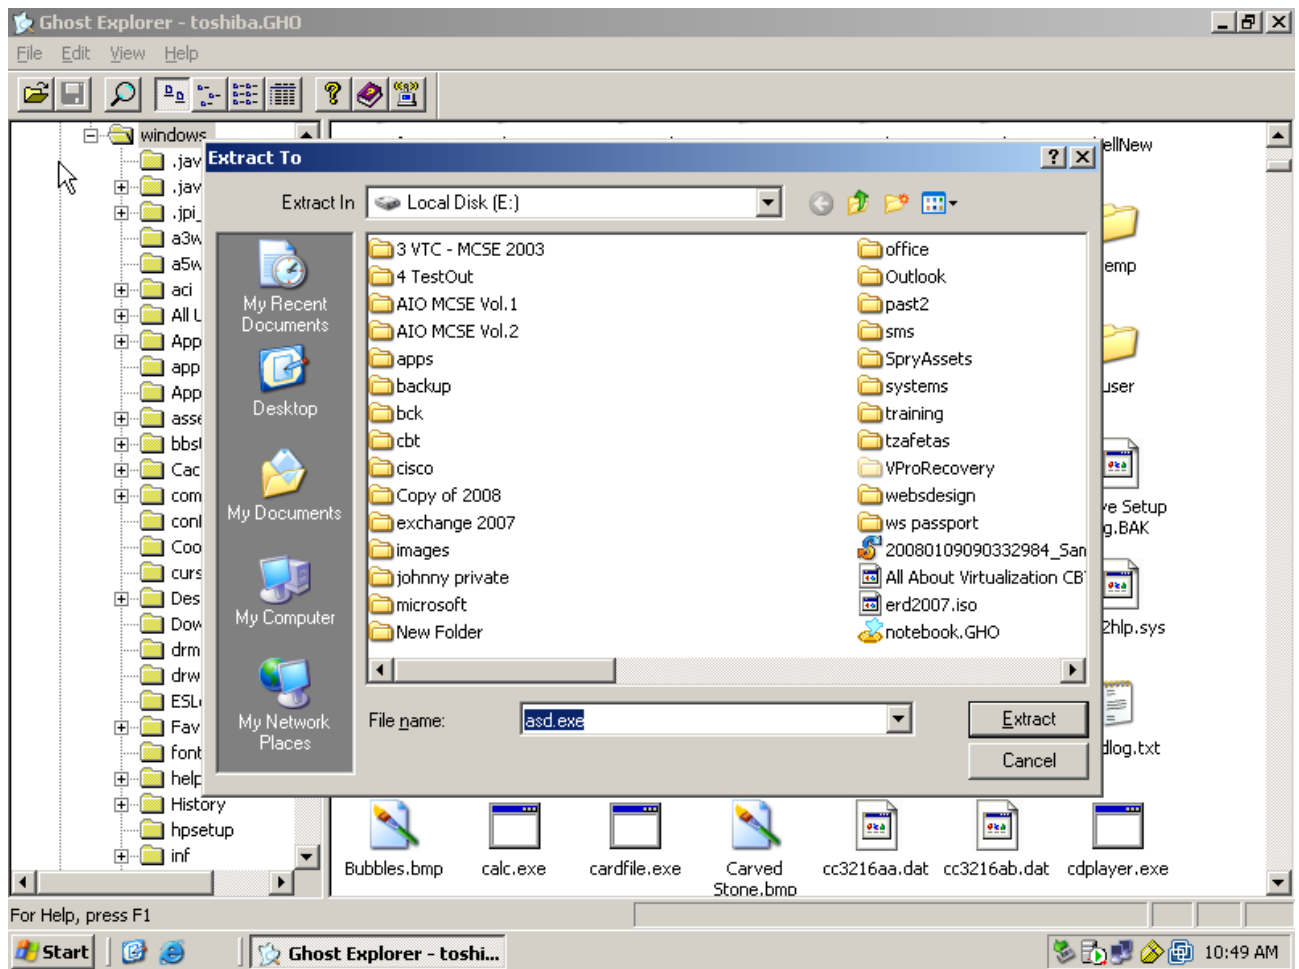 Ghost Explorer - toshiba.GHO
File Edit View Help
windows
.jav
.jav
.jpi_
a3w
a5w
aci
All U
App
app
App
asse
bbst
Cac
com
Coo
curs
Des
Dow
drm
drw
ESL
Fav
font
help
History
hpsetup
inf
Extract To
Extract In Local Disk (E:)
My Recent
Documents
Desktop
My Documents
My Computer
My Network
Places
3 VTC - MCSE 2003
4 TestOut
AIO MCSE Vol.1
AIO MCSE Vol.2
apps
backup
bck
cbt
cisco
Copy of 2008
exchange 2007
images
johnny private
microsoft
New Folder
office
Outlook
past2
sms
SpryAssets
systems
training
tzafetas
VProRecovery
websdesign
ws passport
20080109090332984_San
All About Virtualization CB
erd2007.iso
notebook.GHO
File name: asd.exe
Extract
Cancel
ellNew
emp
user
ve Setup
g.BAK
2hlp.sys
dlog.txt
Bubbles.bmp
calc.exe
cardfile.exe
Carved
Stone.bmp
cc3216aa.dat
cc3216ab.dat
cdplayer.exe
For Help, press F1
Start
Ghost Explorer - toshi...
10:49 AM